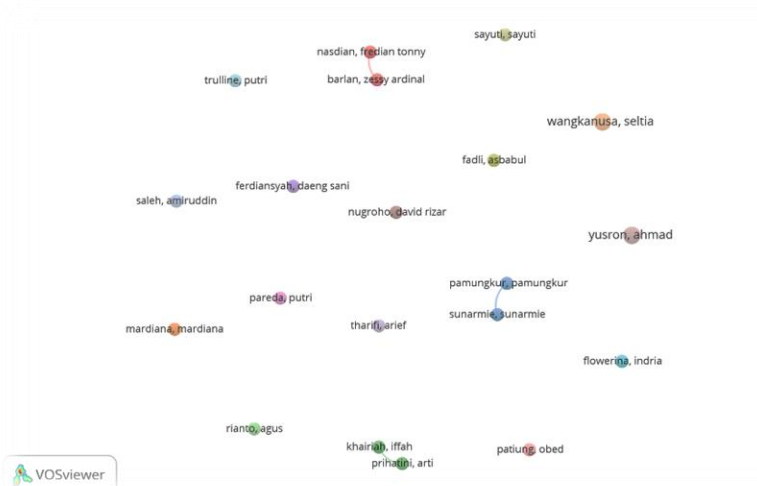 sayuti, sayuti
nasdian, fredian tonny
trulline, putri
barlan, zessy ardinal
wangkanusa, seltia
fadli, asbabul
ferdiansyah, daeng sani
saleh, amiruddin
nugroho, david rizar
yusron, ahmad
pamungkur, pamungkur
pareda, putri
sunarmie, sunarmie
tharifi, arief
mardiana, mardiana
flowerina, indria
rianto, agus
khairiah, iffah
patiung, obed
prihatini, arti
VOSviewer